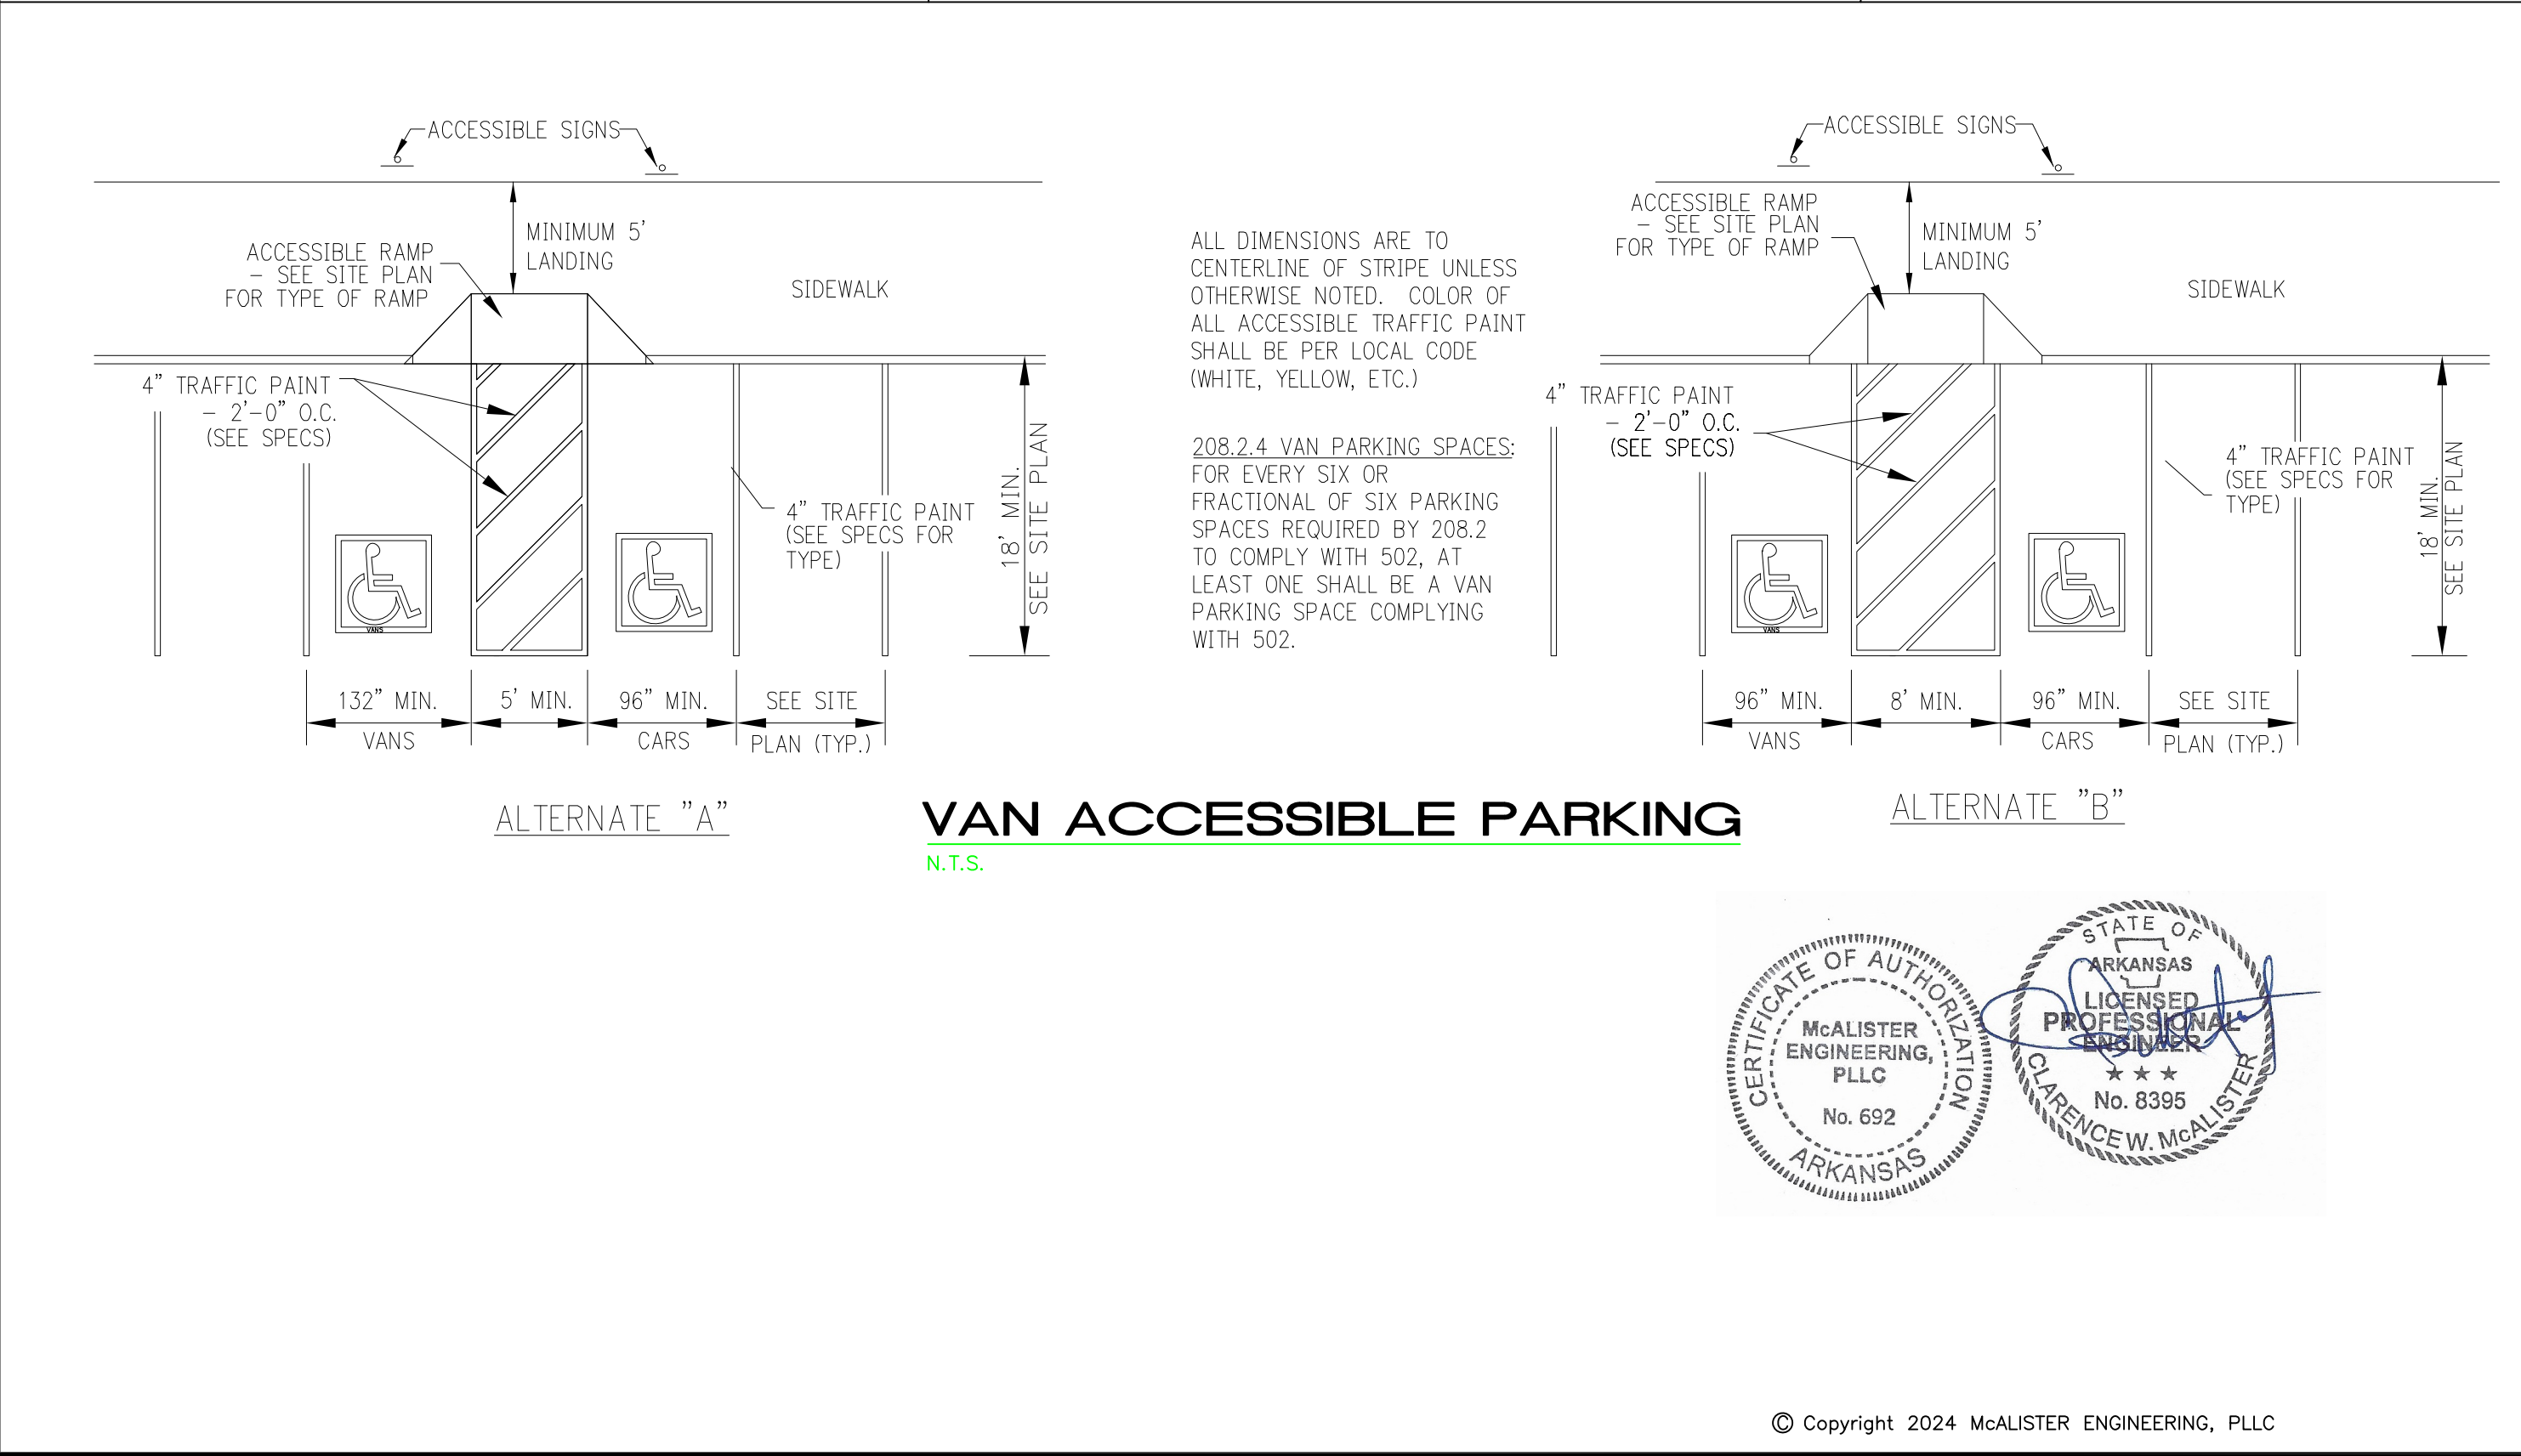 ACCESSIBLE SIGNS
MINIMUM 5'
LANDING
ACCESSIBLE RAMP
- SEE SITE PLAN
FOR TYPE OF RAMP
SIDEWALK
4" TRAFFIC PAINT
- 2'-0" O.C.
(SEE SPECS)
4" TRAFFIC PAINT
(SEE SPECS FOR
TYPE)
18' MIN.
SEE SITE PLAN
VANS
132" MIN.
VANS
5' MIN.
96" MIN.
CARS
SEE SITE
PLAN (TYP.)
ALTERNATE "A"
ALL DIMENSIONS ARE TO
CENTERLINE OF STRIPE UNLESS
OTHERWISE NOTED. COLOR OF
ALL ACCESSIBLE TRAFFIC PAINT
SHALL BE PER LOCAL CODE
(WHITE, YELLOW, ETC.)
208.2.4 VAN PARKING SPACES:
FOR EVERY SIX OR
FRACTIONAL OF SIX PARKING
SPACES REQUIRED BY 208.2
TO COMPLY WITH 502, AT
LEAST ONE SHALL BE A VAN
PARKING SPACE COMPLYING
WITH 502.
ACCESSIBLE SIGNS
ACCESSIBLE RAMP
- SEE SITE PLAN
FOR TYPE OF RAMP
MINIMUM 5'
LANDING
SIDEWALK
4" TRAFFIC PAINT
- 2'-0" O.C.
(SEE SPECS)
4" TRAFFIC PAINT
(SEE SPECS FOR
TYPE)
18' MIN.
SEE SITE PLAN
VANS
96" MIN.
VANS
8' MIN.
96" MIN.
CARS
SEE SITE
PLAN (TYP.)
ALTERNATE "B"
VAN ACCESSIBLE PARKING
N.T.S.
CERTIFICATE OF AUTHORIZATION
McALISTER
ENGINEERING,
PLLC
No. 692
ARKANSAS
STATE OF
ARKANSAS
LICENSED
PROFESSIONAL
ENGINEER
No. 8395
CLARENCE W. McALISTER
© Copyright 2024 McALISTER ENGINEERING, PLLC